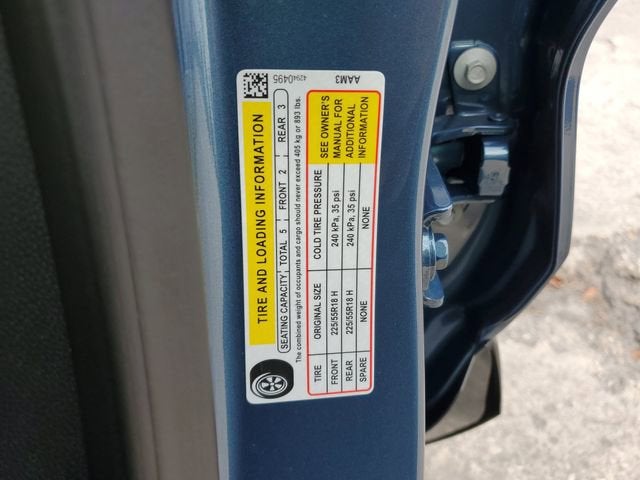 42940495 AAM3
TIRE AND LOADING INFORMATION
SEATING CAPACITY TOTAL 5 FRONT 2 REAR 3
The combined weight of occupants and cargo should never exceed 405 kg or 893 lbs.
TIRE ORIGINAL SIZE COLD TIRE PRESSURE
FRONT 225/55R18 H 240 kPa, 35 psi
REAR 225/55R18 H 240 kPa, 35 psi
SPARE NONE NONE
SEE OWNER'S
MANUAL FOR
ADDITIONAL
INFORMATION